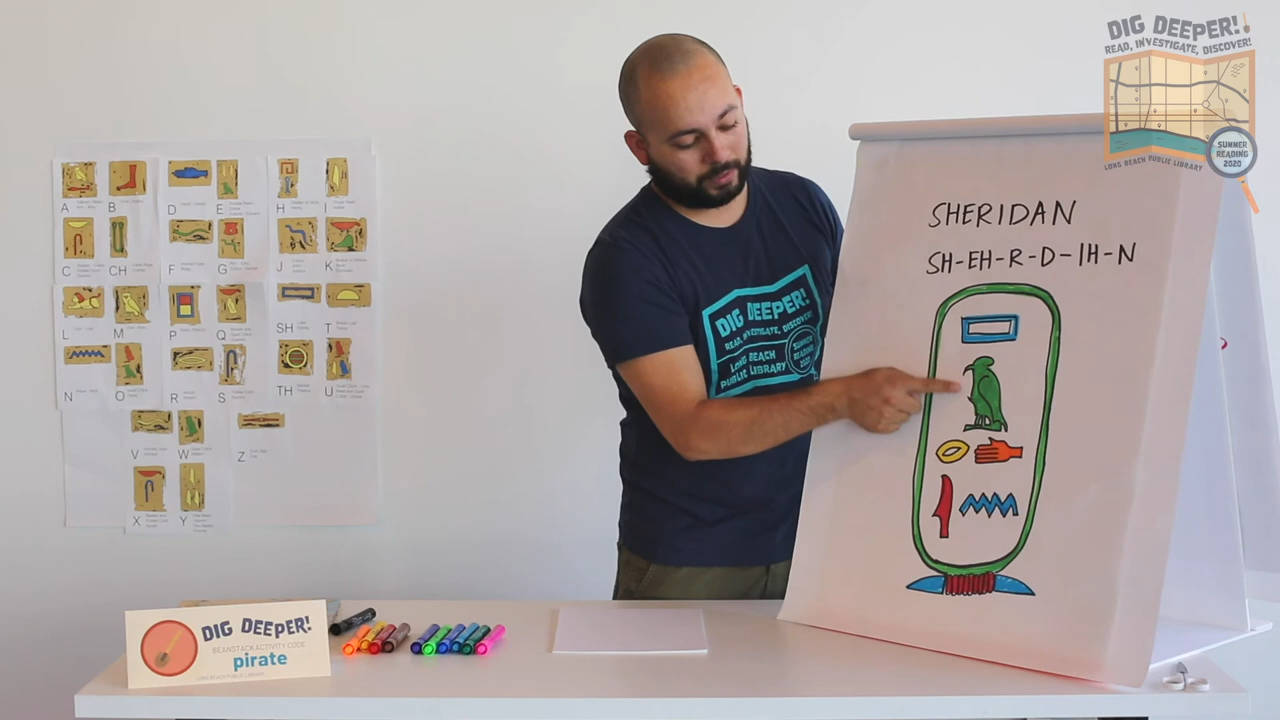 DIG DEEPER!
READ, INVESTIGATE, DISCOVER!
LONG BEACH PUBLIC LIBRARY
SUMMER
READING
2020
SHERIDAN
SH-EH-R-D-IH-N
DIG DEEPER!
READ, INVESTIGATE, DISCOVER!
LONG BEACH
PUBLIC LIBRARY
SUMMER
READING
2020
A B D E H I
C CH F G J K
L M P Q SH T
N O R S TH U
V W Z
X Y
DIG DEEPER!
BEANSTACK ACTIVITY CODE
pirate
LONG BEACH PUBLIC LIBRARY